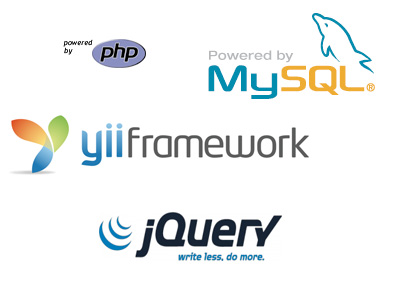 powered
by
php
Powered by
MySQL®
yiiframework
jQuery
write less, do more.